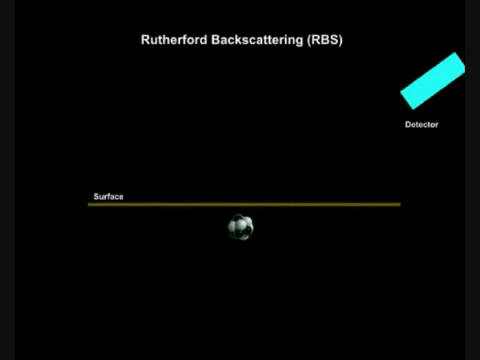 Rutherford Backscattering (RBS)
Detector
Surface